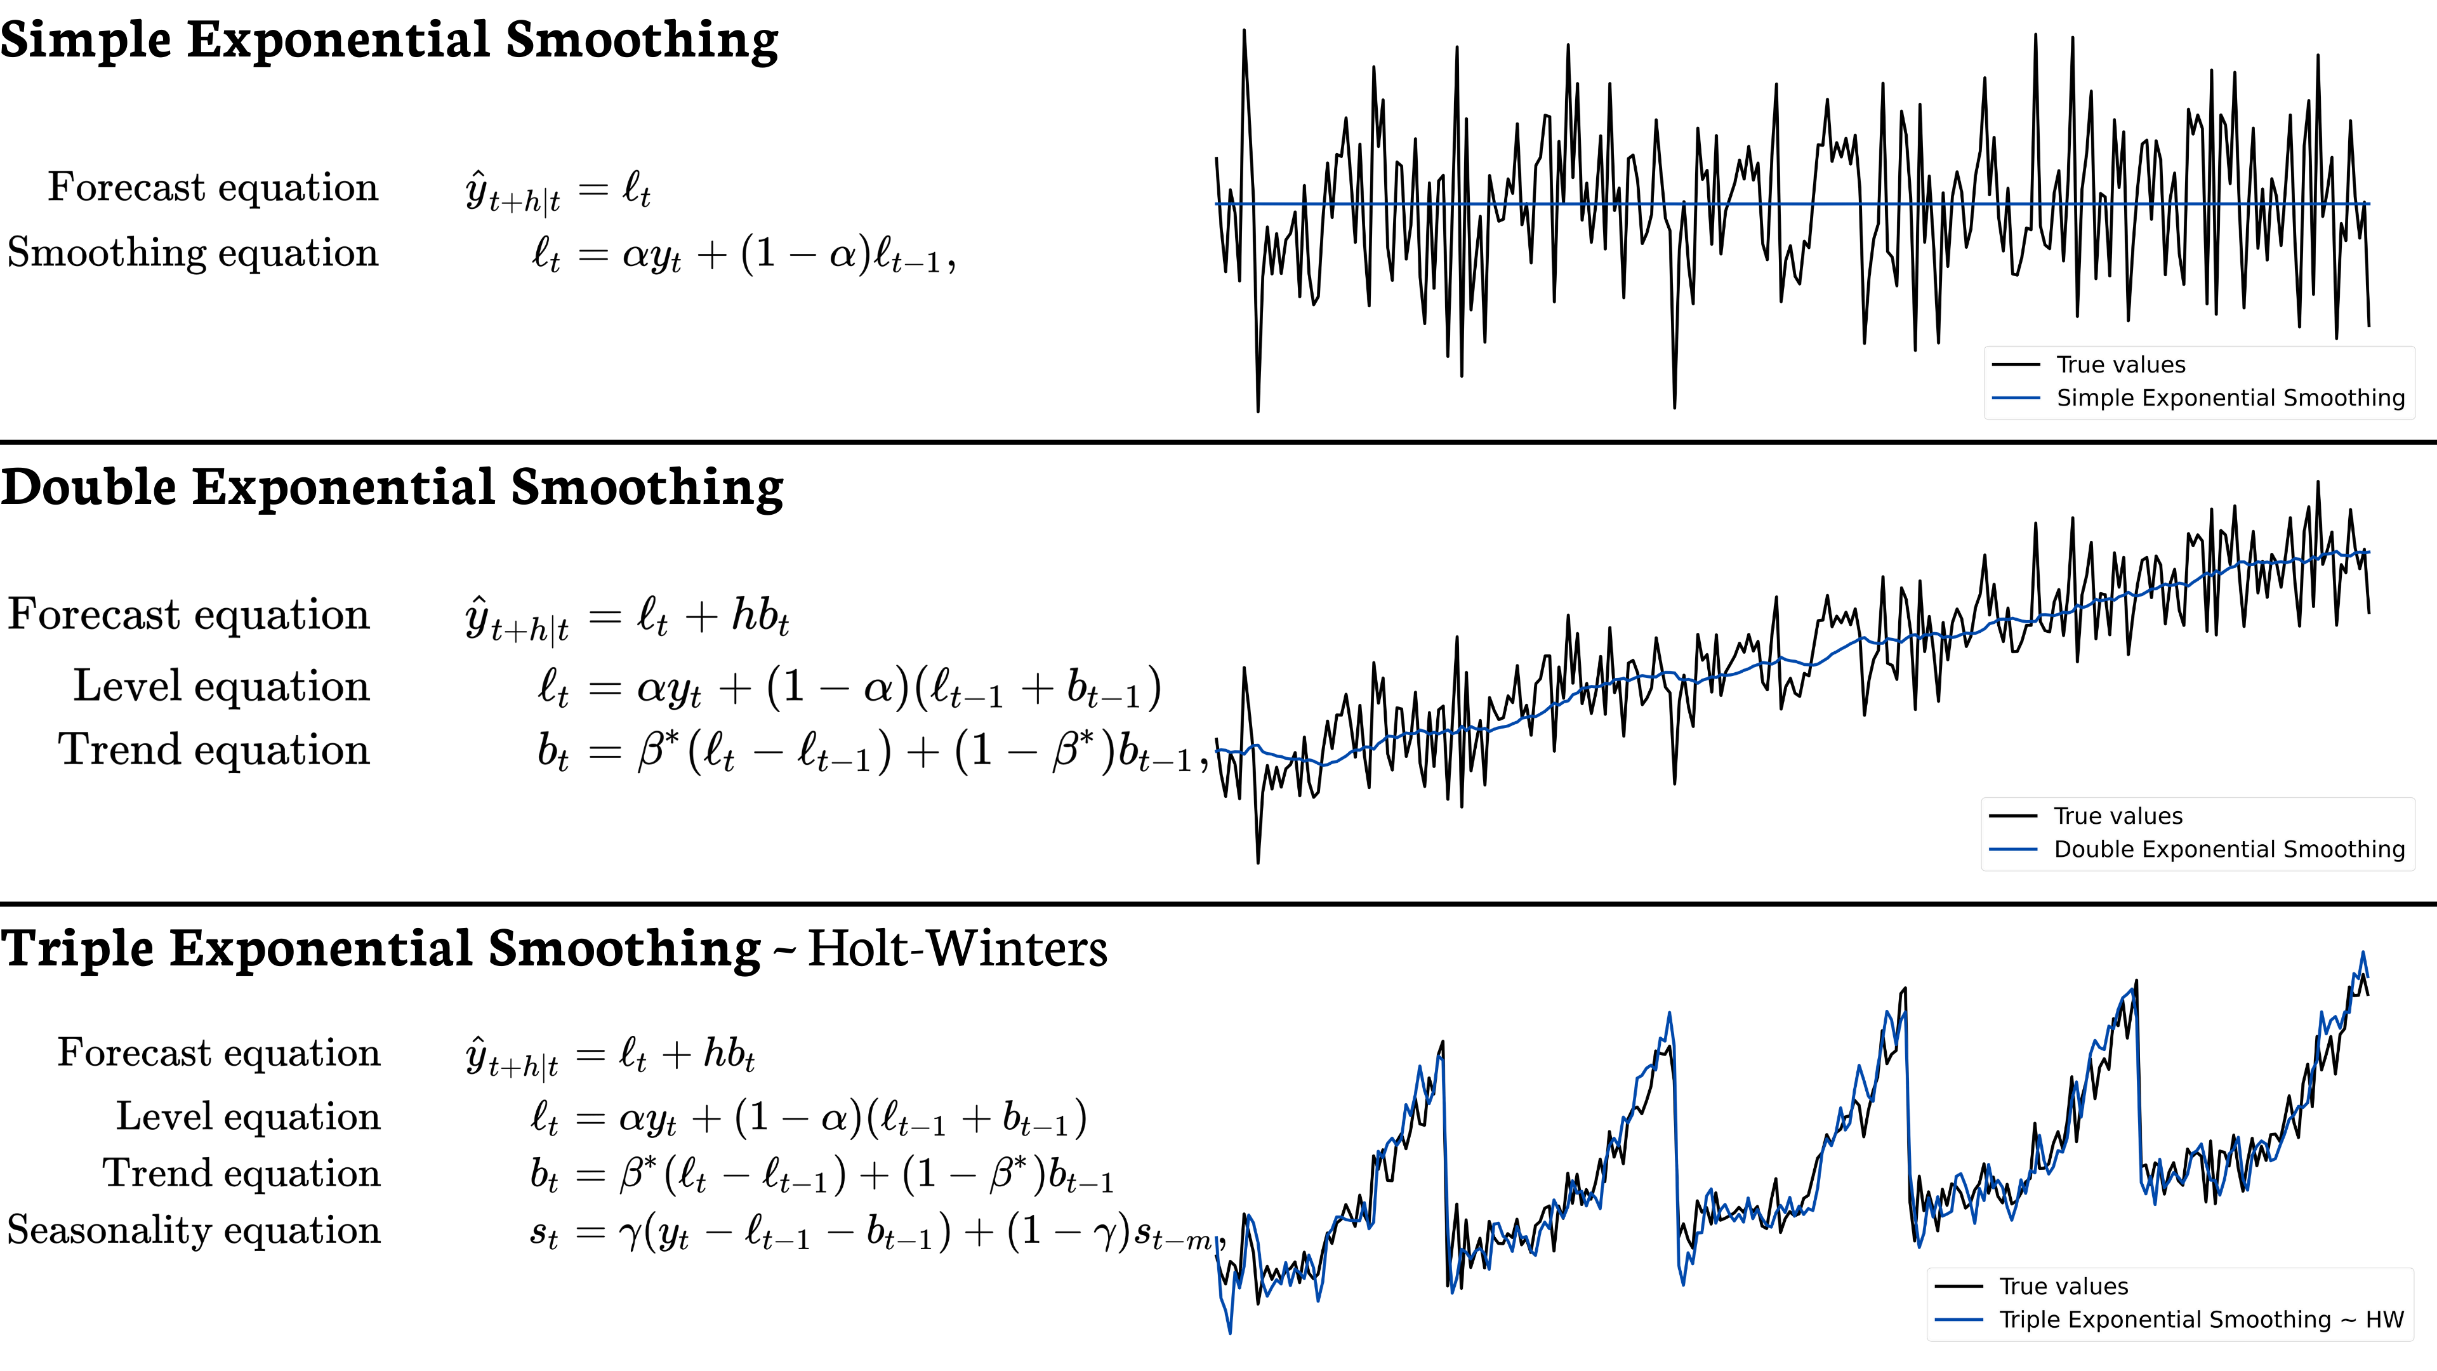 Simple Exponential Smoothing
Forecast equation ŷ_{t+h|t} = ℓ_t
Smoothing equation ℓ_t = αy_t + (1 − α)ℓ_{t−1},
True values
Simple Exponential Smoothing
Double Exponential Smoothing
Forecast equation ŷ_{t+h|t} = ℓ_t + hb_t
Level equation ℓ_t = αy_t + (1 − α)(ℓ_{t−1} + b_{t−1})
Trend equation b_t = β*(ℓ_t − ℓ_{t−1}) + (1 − β*)b_{t−1},
True values
Double Exponential Smoothing
Triple Exponential Smoothing ~ Holt-Winters
Forecast equation ŷ_{t+h|t} = ℓ_t + hb_t
Level equation ℓ_t = αy_t + (1 − α)(ℓ_{t−1} + b_{t−1})
Trend equation b_t = β*(ℓ_t − ℓ_{t−1}) + (1 − β*)b_{t−1}
Seasonality equation s_t = γ(y_t − ℓ_{t−1} − b_{t−1}) + (1 − γ)s_{t−m},
True values
Triple Exponential Smoothing ~ HW